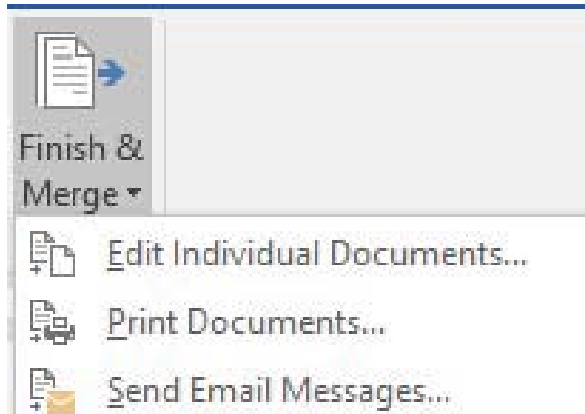 Finish &
Merge
Edit Individual Documents...
Print Documents...
Send Email Messages...